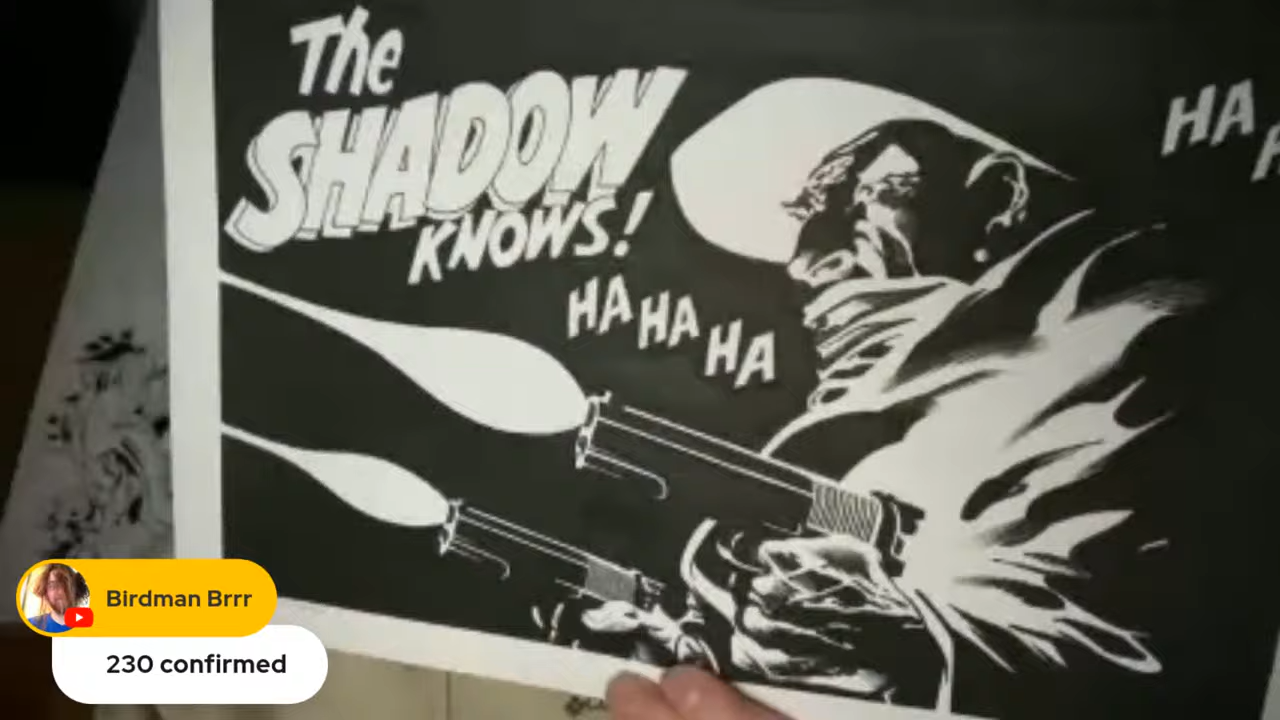 The
SHADOW
KNOWS!
HA HA HA
HA
Birdman Brrr
230 confirmed